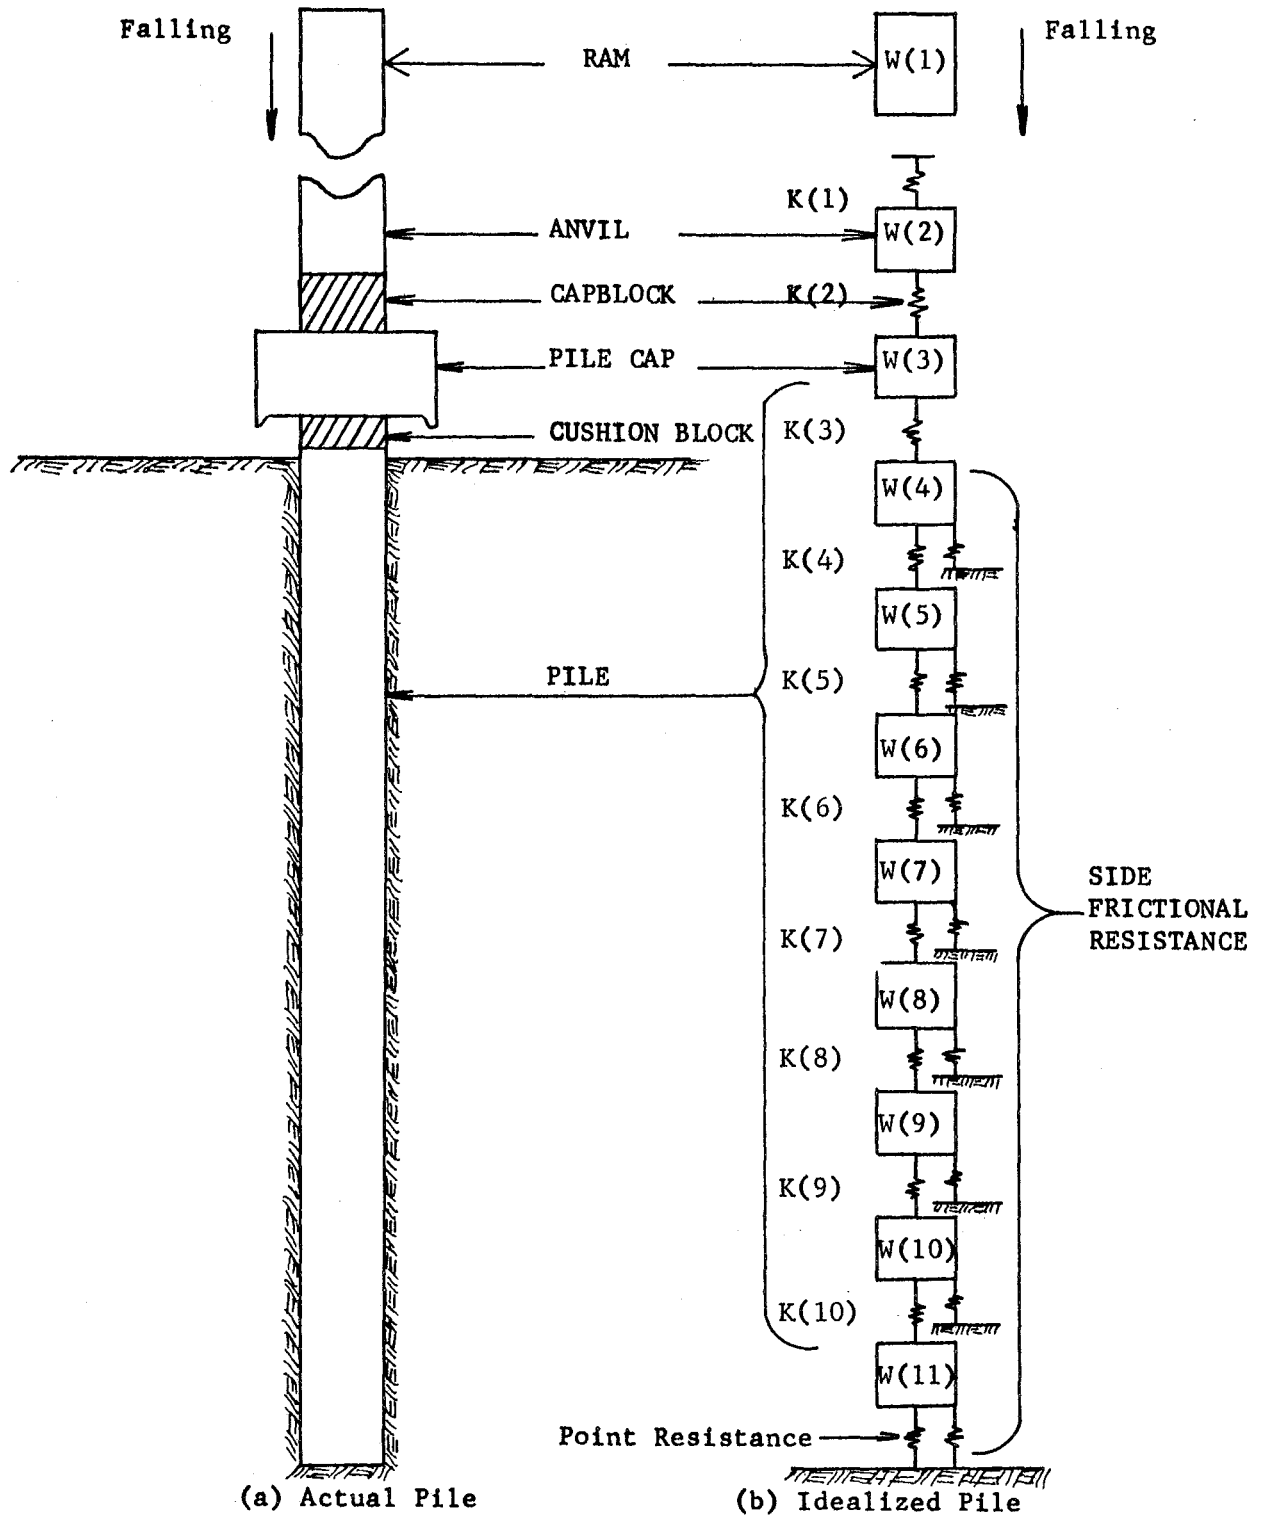 Falling
Falling
RAM
W(1)
K(1)
ANVIL
W(2)
CAPBLOCK
K(2)
PILE CAP
W(3)
CUSHION BLOCK
K(3)
W(4)
K(4)
W(5)
PILE
K(5)
W(6)
K(6)
W(7)
SIDE
FRICTIONAL
RESISTANCE
K(7)
W(8)
K(8)
W(9)
K(9)
W(10)
K(10)
W(11)
Point Resistance
(a) Actual Pile
(b) Idealized Pile